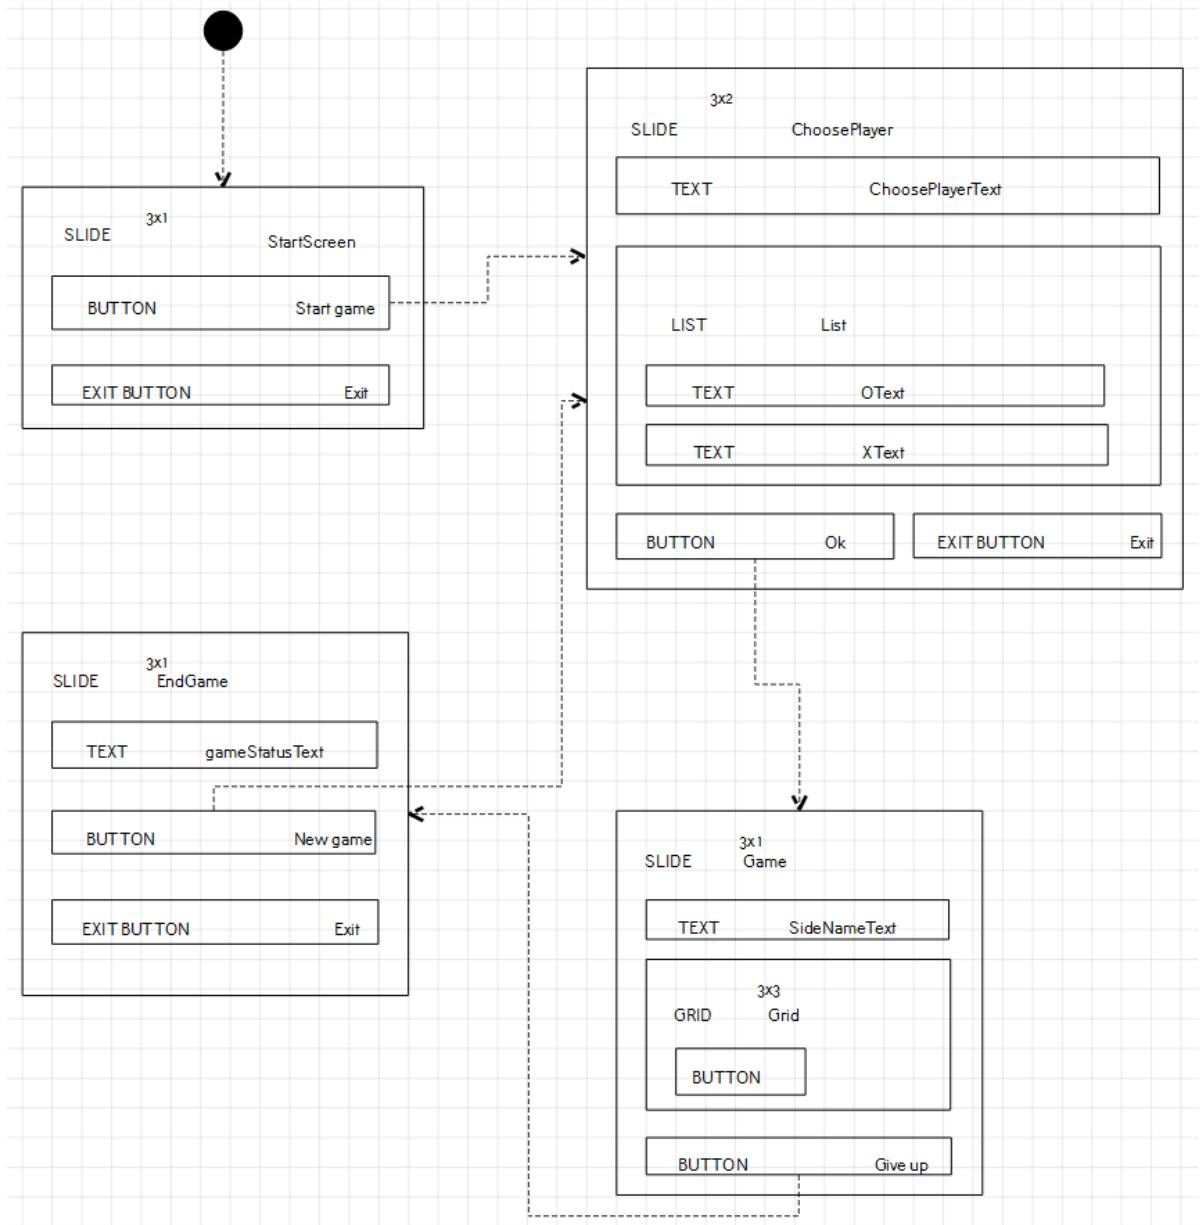 3x1
SLIDE StartScreen
BUTTON Start game
EXIT BUTTON Exit
3x2
SLIDE ChoosePlayer
TEXT ChoosePlayerText
LIST List
TEXT OText
TEXT XText
BUTTON Ok EXIT BUTTON Exit
3x1
SLIDE EndGame
TEXT gameStatusText
BUTTON New game
EXIT BUTTON Exit
3x1
SLIDE Game
TEXT SideNameText
3x3
GRID Grid
BUTTON
BUTTON Give up